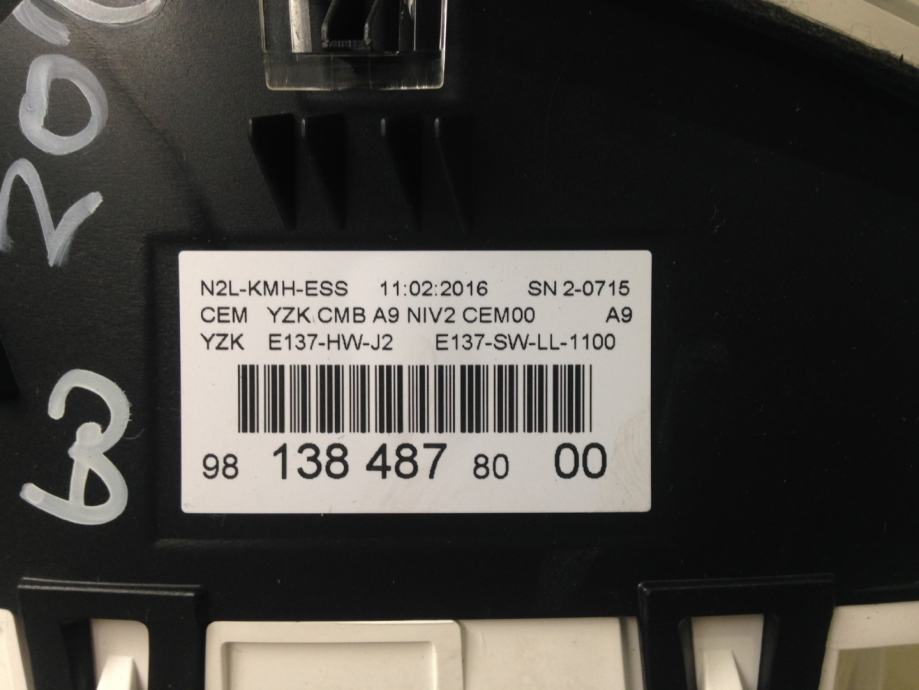 N2L-KMH-ESS 11:02:2016 SN 2-0715
CEM YZK CMB A9 NIV2 CEM00 A9
YZK E137-HW-J2 E137-SW-LL-1100
98 138 487 80 00